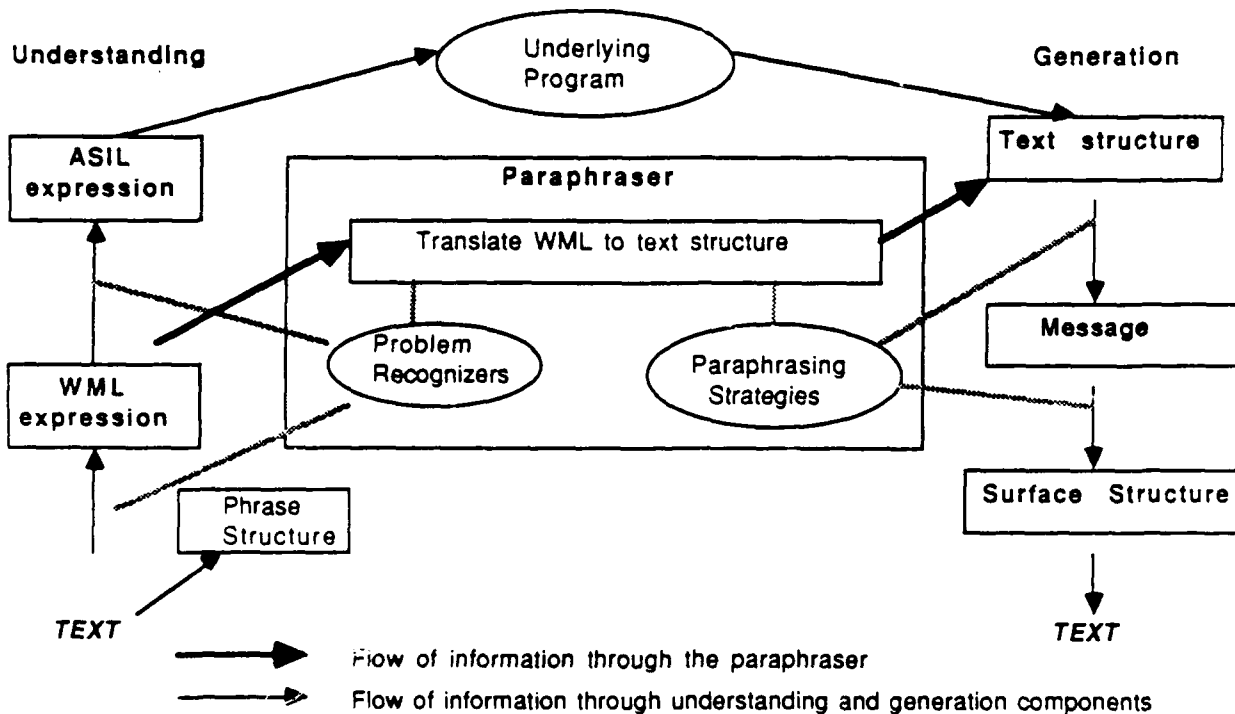 Understanding
Underlying
Program
Generation
ASIL
expression
Text structure
Paraphraser
Translate WML to text structure
Message
Problem
Recognizers
Paraphrasing
Strategies
WML
expression
Surface Structure
Phrase
Structure
TEXT
TEXT
Flow of information through the paraphraser
Flow of information through understanding and generation components